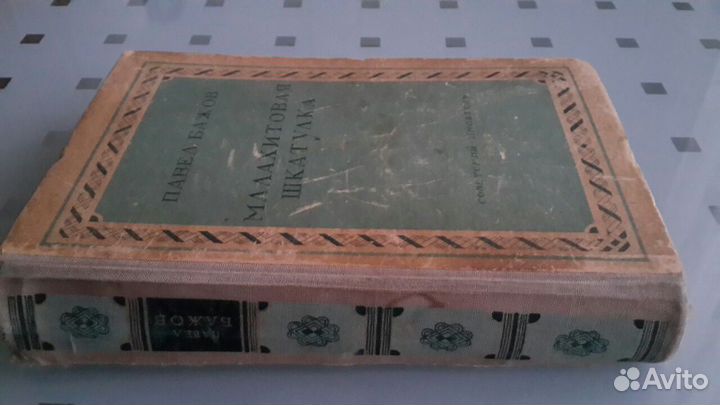 ПАВЕЛ БАЖОВ
МАЛАХИТОВАЯ
ШКАТУЛКА
СОВЕТСКИЙ ПИСАТЕЛЬ
ПАВЕЛ
БАЖОВ
Avito